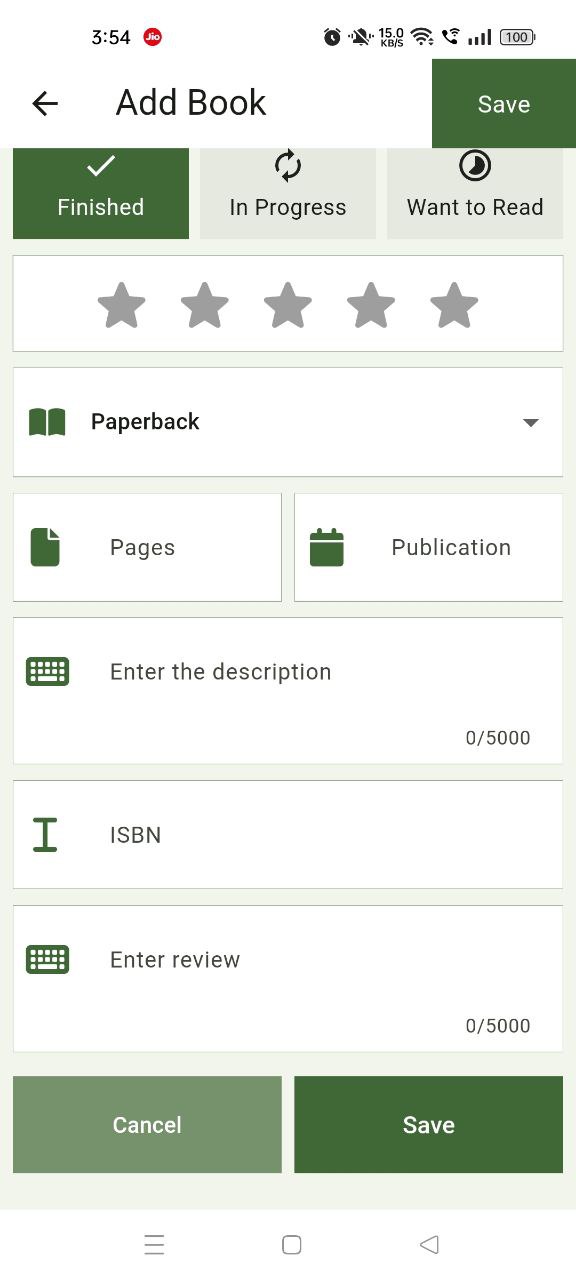 3:54 Jio 15.0 KB/S 100
Add Book
Save
Finished
In Progress
Want to Read
Paperback
Pages
Publication
Enter the description
0/5000
ISBN
Enter review
0/5000
Cancel
Save